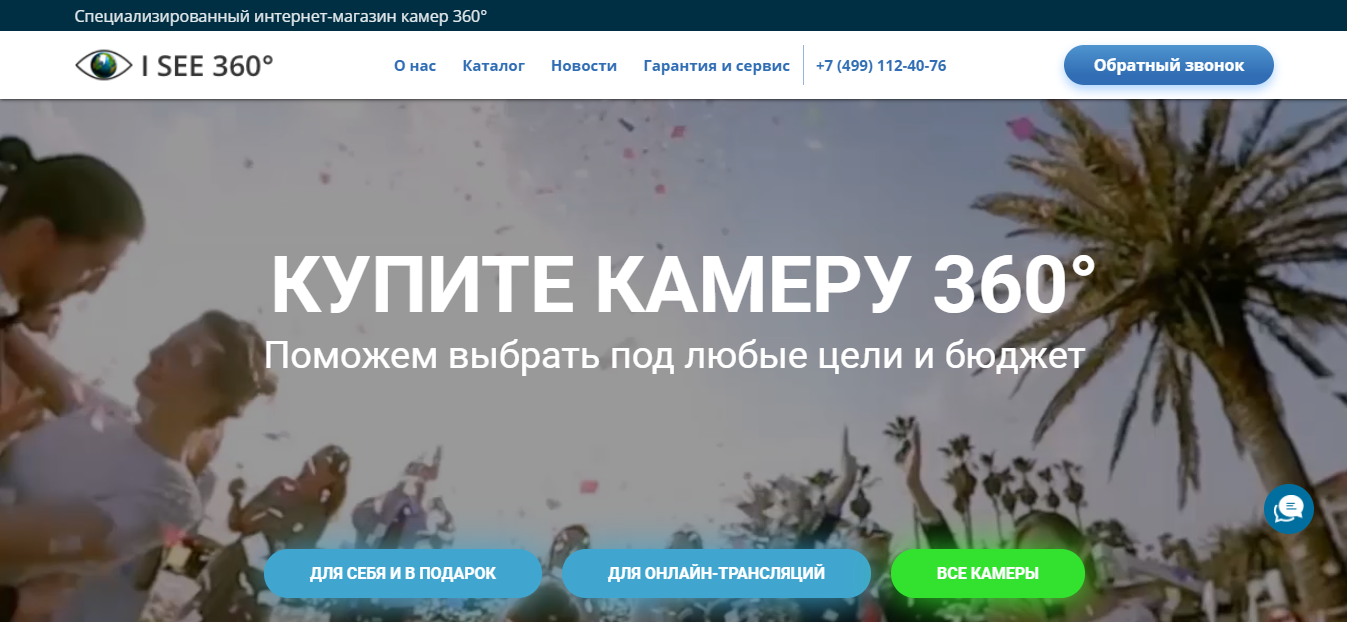 Специализированный интернет-магазин камер 360°
I SEE 360°
О нас
Каталог
Новости
Гарантия и сервис
+7 (499) 112-40-76
Обратный звонок
КУПИТЕ КАМЕРУ 360°
Поможем выбрать под любые цели и бюджет
ДЛЯ СЕБЯ И В ПОДАРОК
ДЛЯ ОНЛАЙН-ТРАНСЛЯЦИЙ
ВСЕ КАМЕРЫ